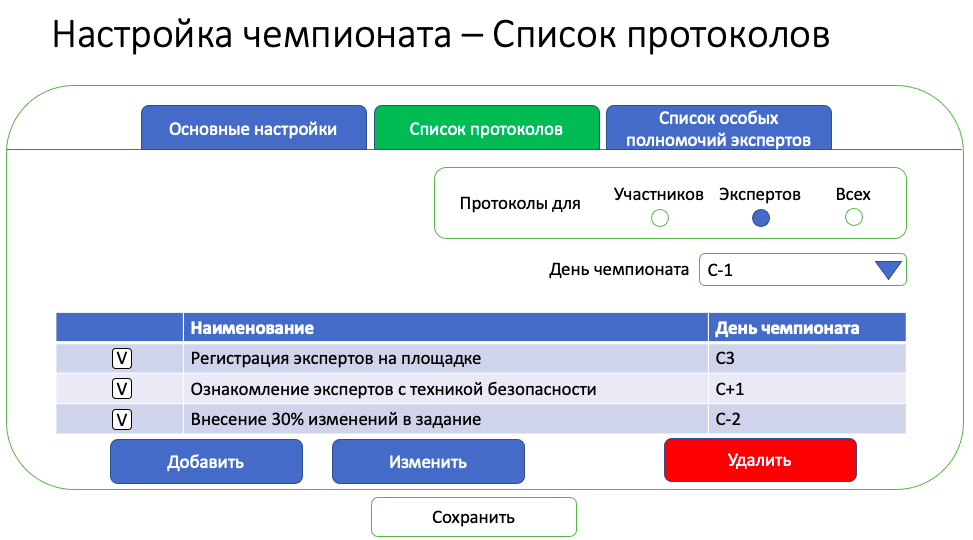 Настройка чемпионата – Список протоколов
Основные настройки
Список протоколов
Список особых
полномочий экспертов
Протоколы для
Участников
Экспертов
Всех
День чемпионата
С-1
Наименование
День чемпионата
V
Регистрация экспертов на площадке
С3
V
Ознакомление экспертов с техникой безопасности
С+1
V
Внесение 30% изменений в задание
С-2
Добавить
Изменить
Удалить
Сохранить